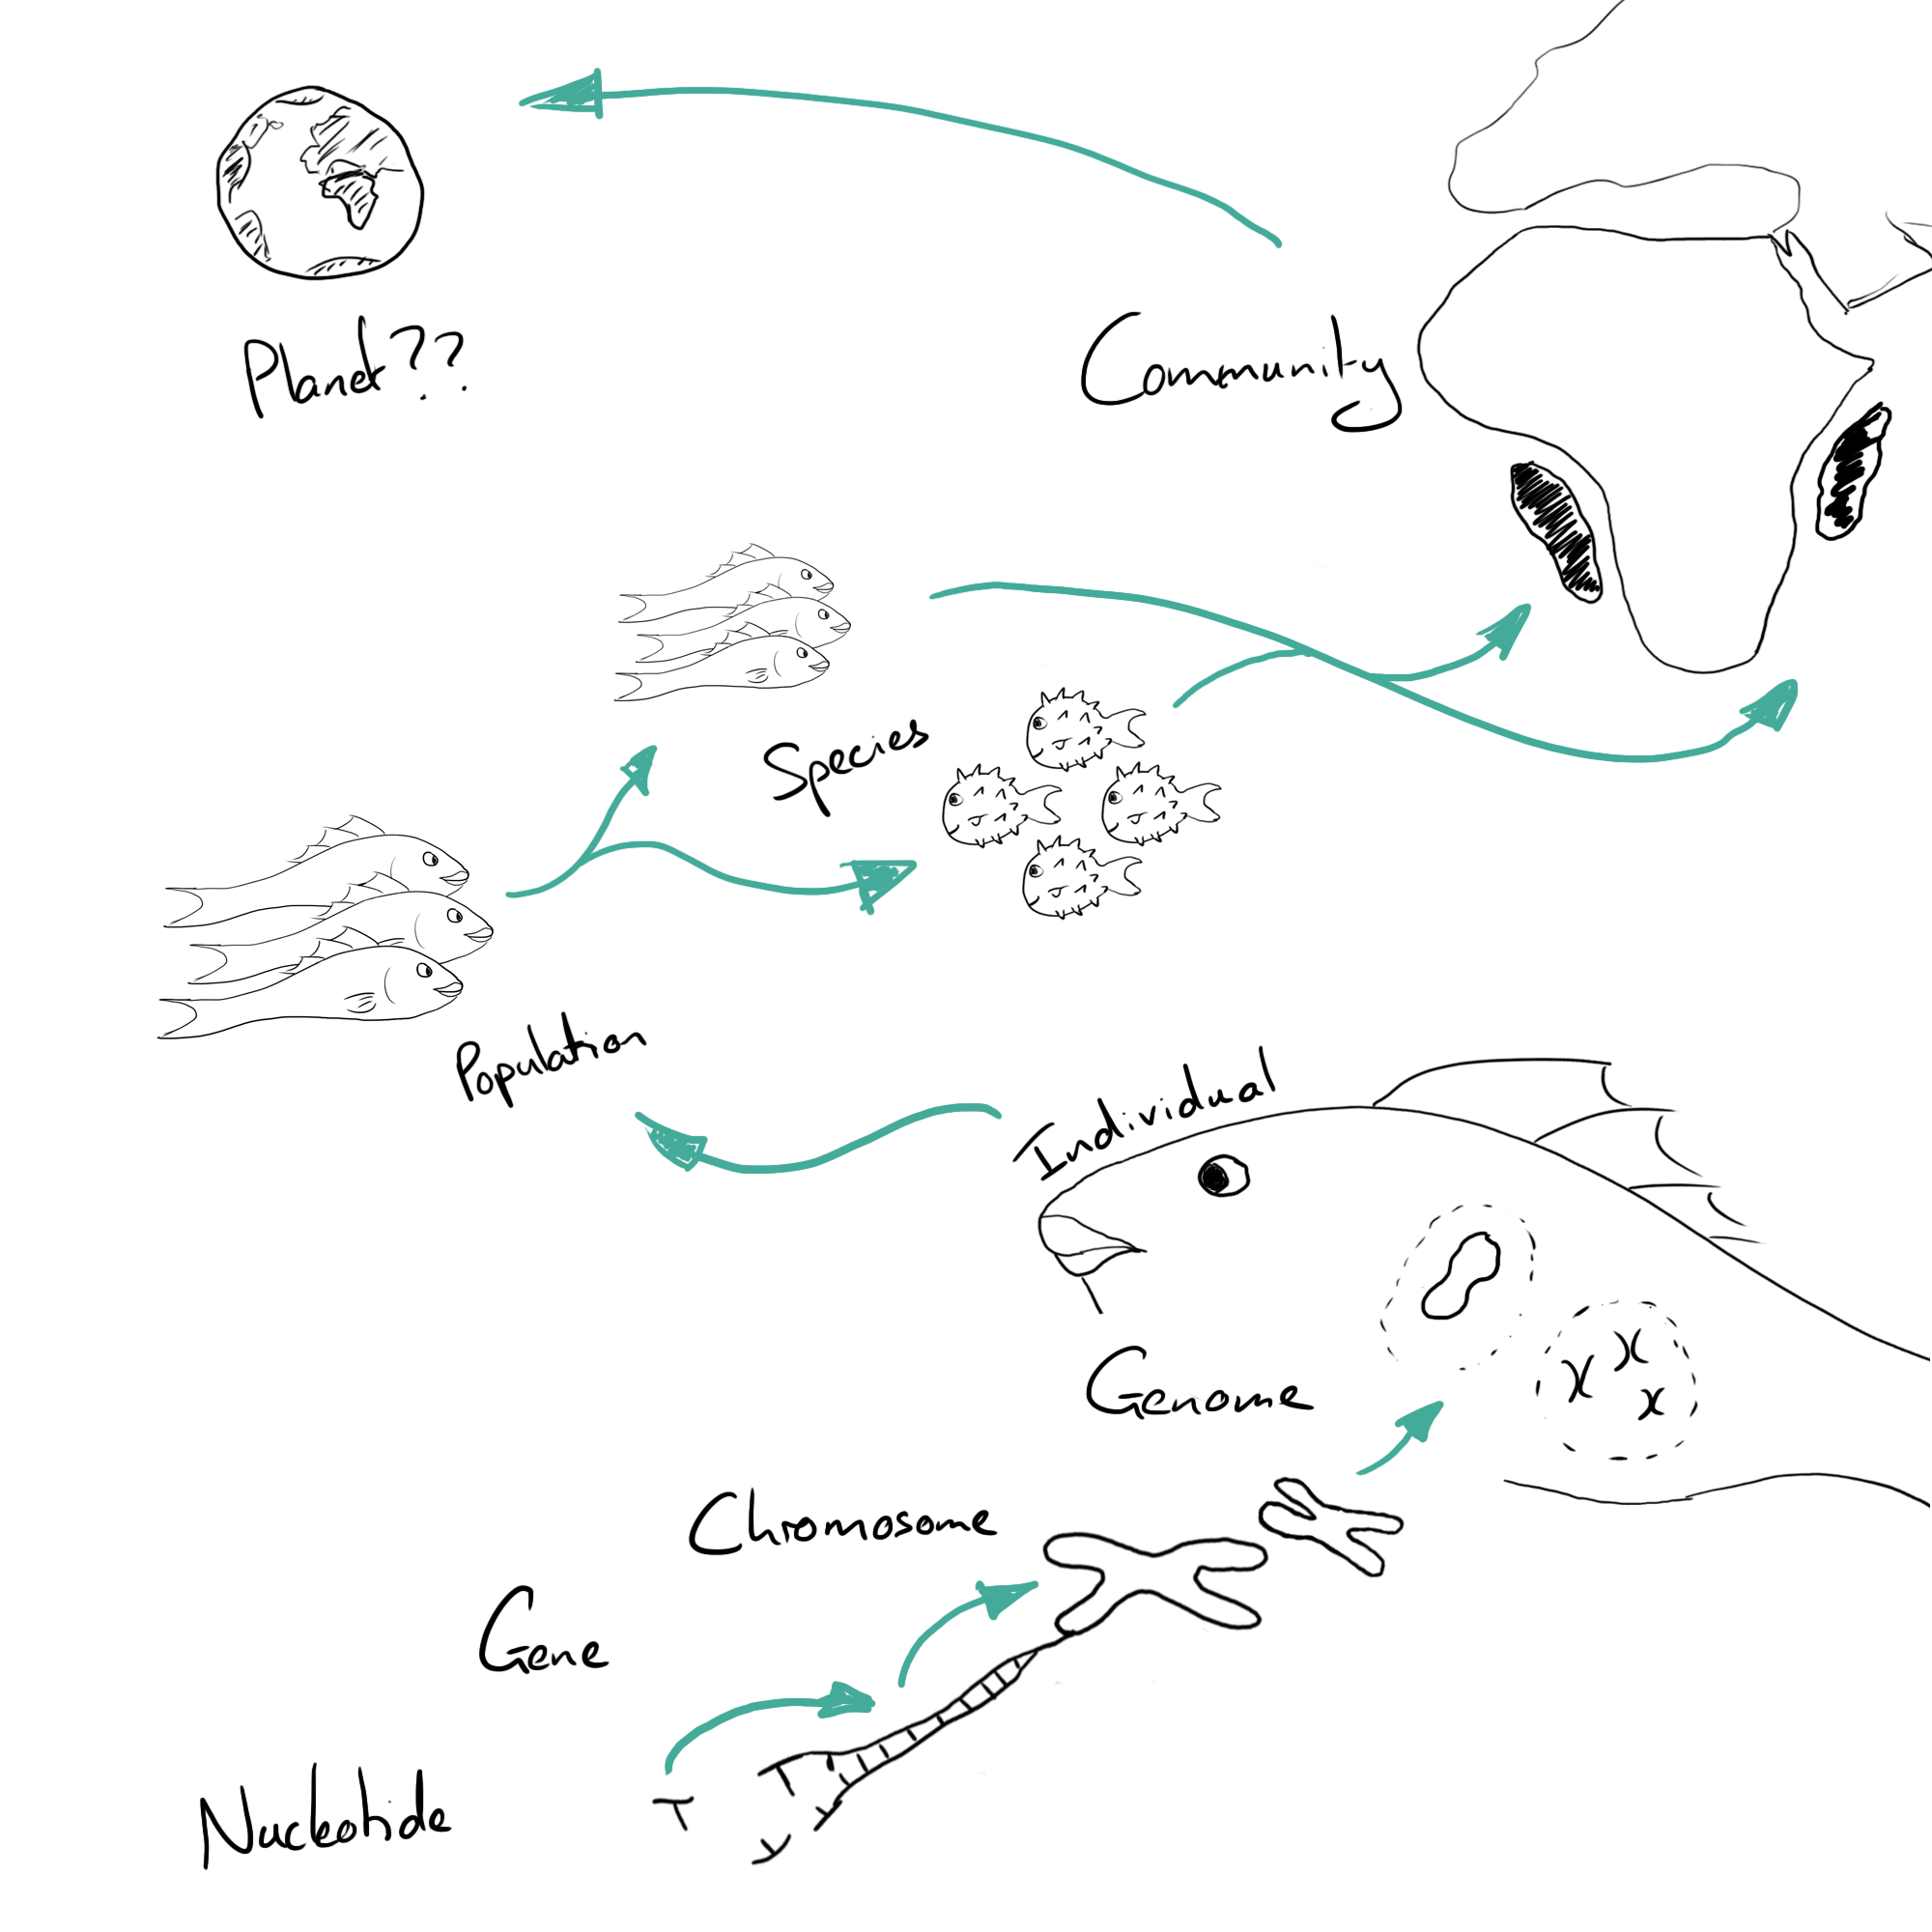 Planet??
Community
Species
Population
Individual
Genome
Chromosome
Gene
Nucleotide